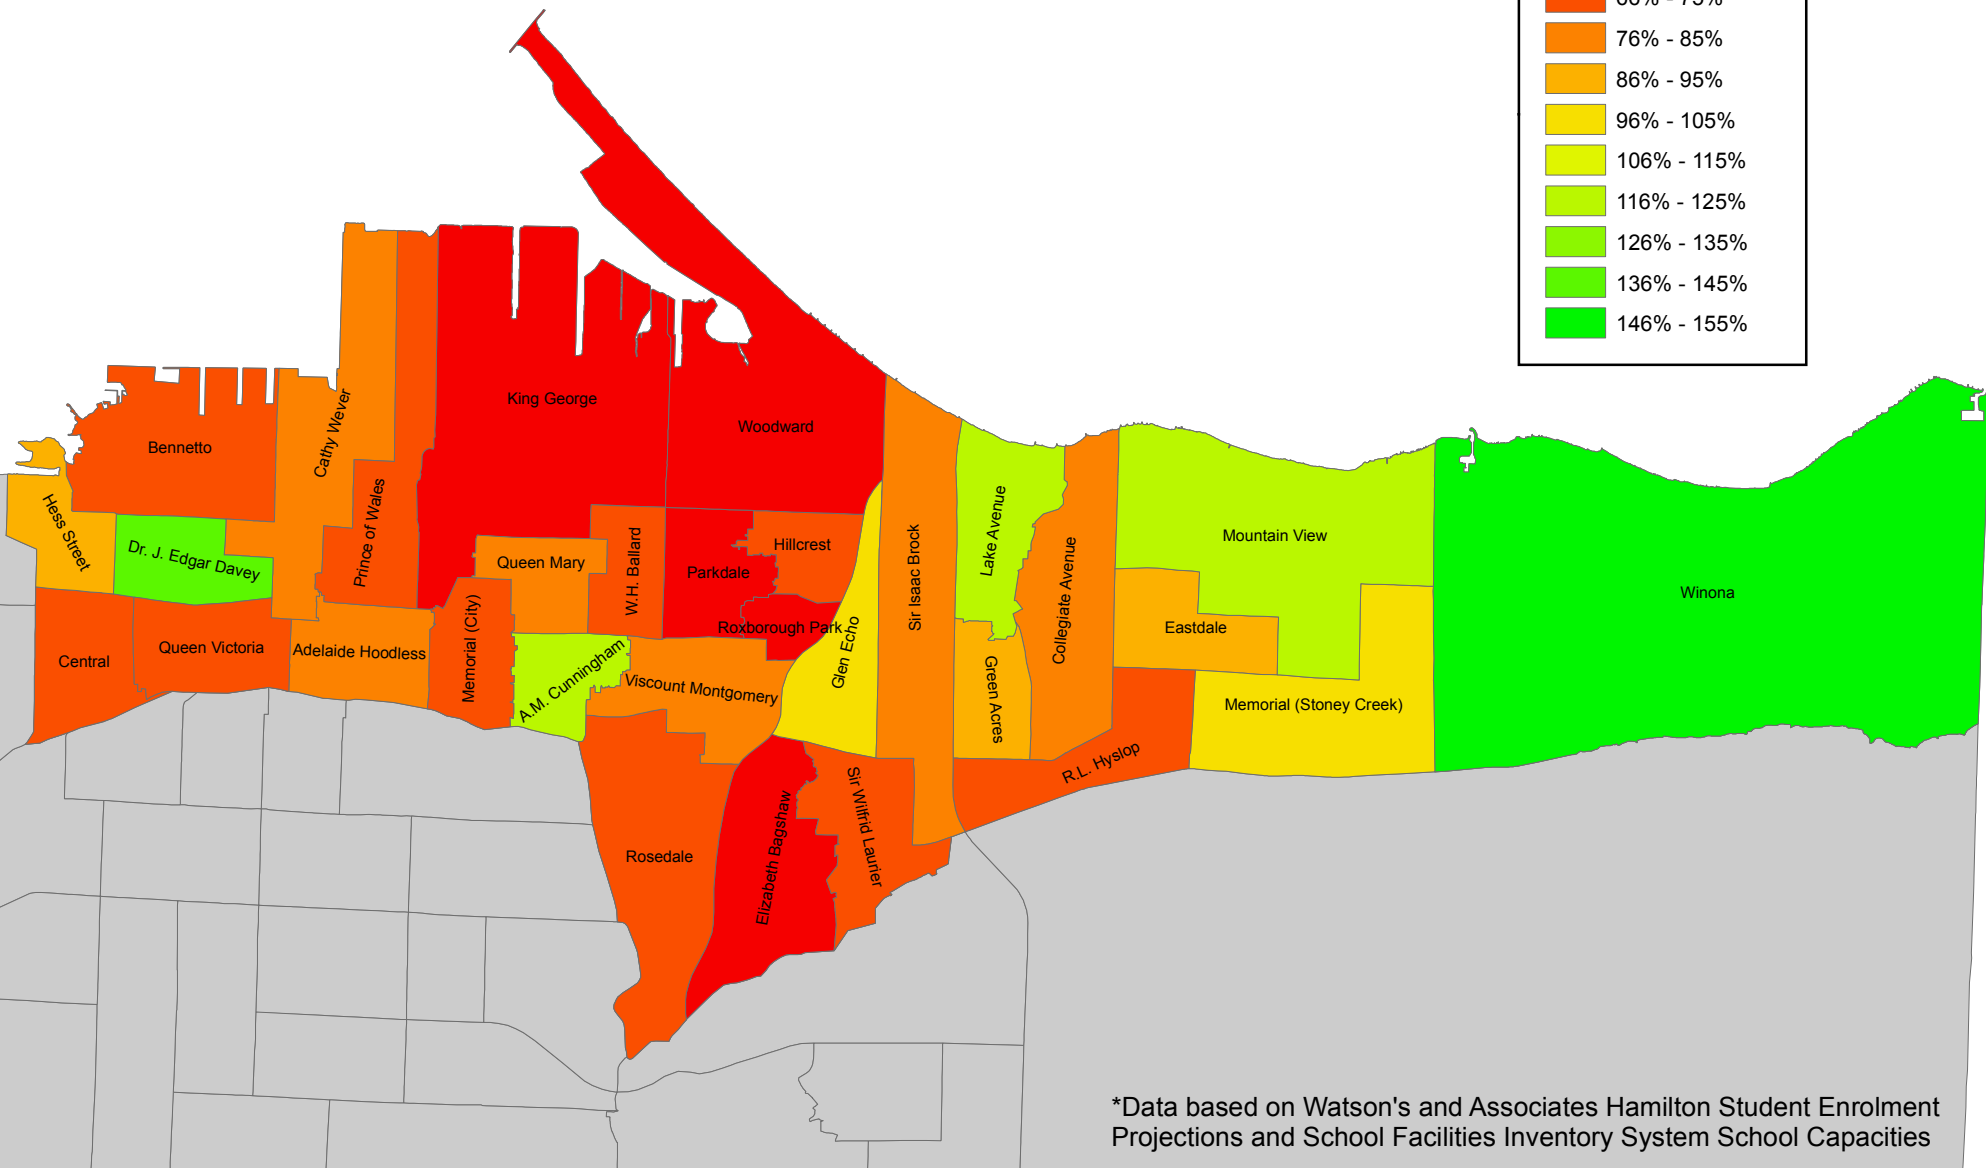 76% - 85%
86% - 95%
96% - 105%
106% - 115%
116% - 125%
126% - 135%
136% - 145%
146% - 155%
King George
Woodward
Bennetto
Cathy Wever
Hess Street
Dr. J. Edgar Davey
Prince of Wales
Queen Mary
W.H. Ballard
Parkdale
Hillcrest
Roxborough Park
Glen Echo
Sir Isaac Brock
Lake Avenue
Collegiate Avenue
Mountain View
Winona
Eastdale
Central
Queen Victoria
Adelaide Hoodless
Memorial (City)
A.M. Cunningham
Viscount Montgomery
Green Acres
Memorial (Stoney Creek)
R.L. Hyslop
Rosedale
Elizabeth Bagshaw
Sir Wilfrid Laurier
*Data based on Watson's and Associates Hamilton Student Enrolment
Projections and School Facilities Inventory System School Capacities